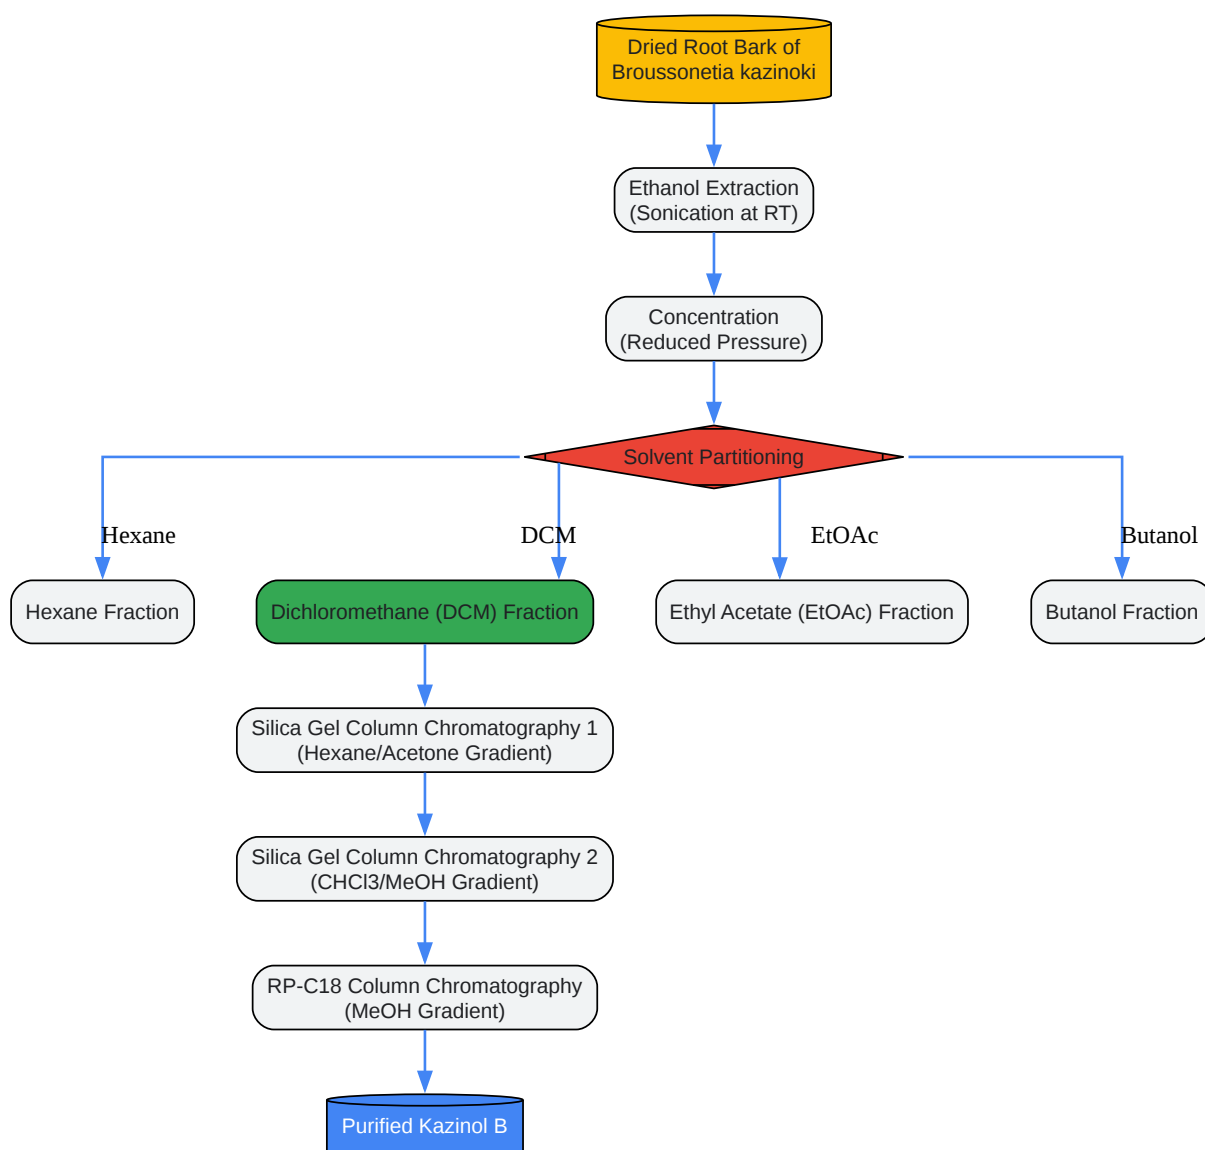 Dried Root Bark of
Broussonetia kazinoki
Ethanol Extraction
(Sonication at RT)
Concentration
(Reduced Pressure)
Solvent Partitioning
Hexane
DCM
EtOAc
Butanol
Hexane Fraction
Dichloromethane (DCM) Fraction
Ethyl Acetate (EtOAc) Fraction
Butanol Fraction
Silica Gel Column Chromatography 1
(Hexane/Acetone Gradient)
Silica Gel Column Chromatography 2
(CHCl3/MeOH Gradient)
RP-C18 Column Chromatography
(MeOH Gradient)
Purified Kazinol B